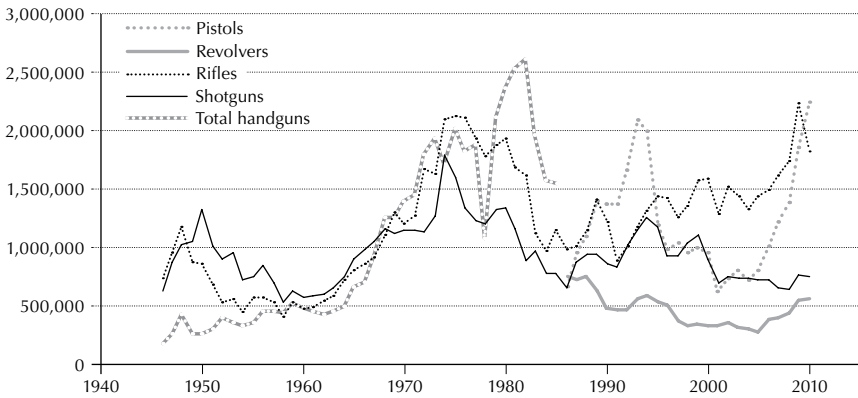 3,000,000
2,500,000
2,000,000
1,500,000
1,000,000
500,000
0
Pistols
Revolvers
Rifles
Shotguns
Total handguns
1940 1950 1960 1970 1980 1990 2000 2010